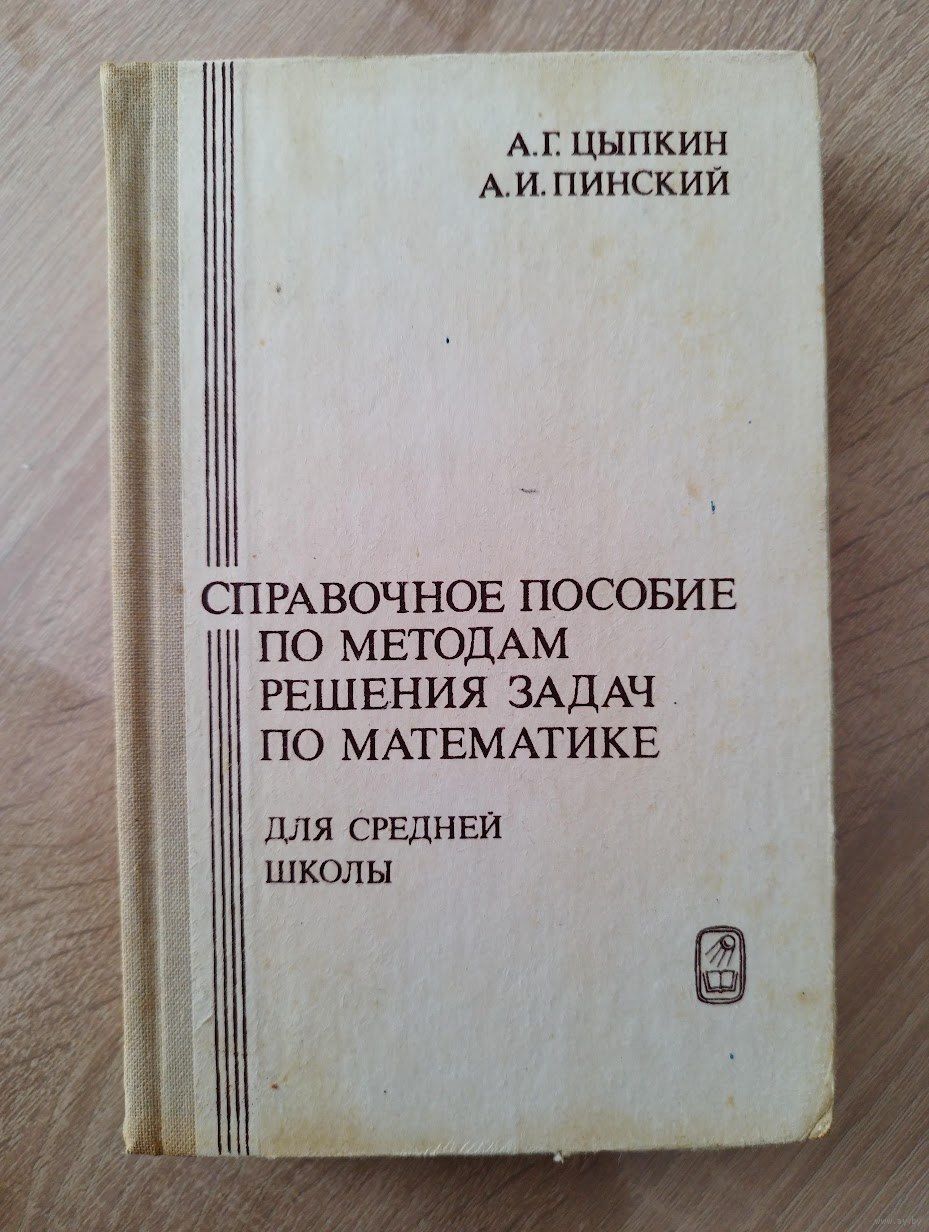 А.Г. ЦЫПКИН
А.И. ПИНСКИЙ
СПРАВОЧНОЕ ПОСОБИЕ
ПО МЕТОДАМ
РЕШЕНИЯ ЗАДАЧ
ПО МАТЕМАТИКЕ
ДЛЯ СРЕДНЕЙ
ШКОЛЫ